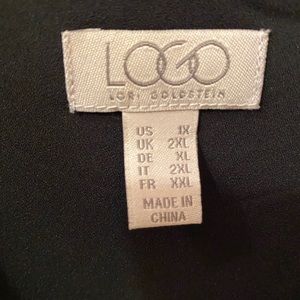 LOGO
LORI GOLDSTEIN
US 1X
UK 2XL
DE XL
IT 2XL
FR XXL
MADE IN
CHINA